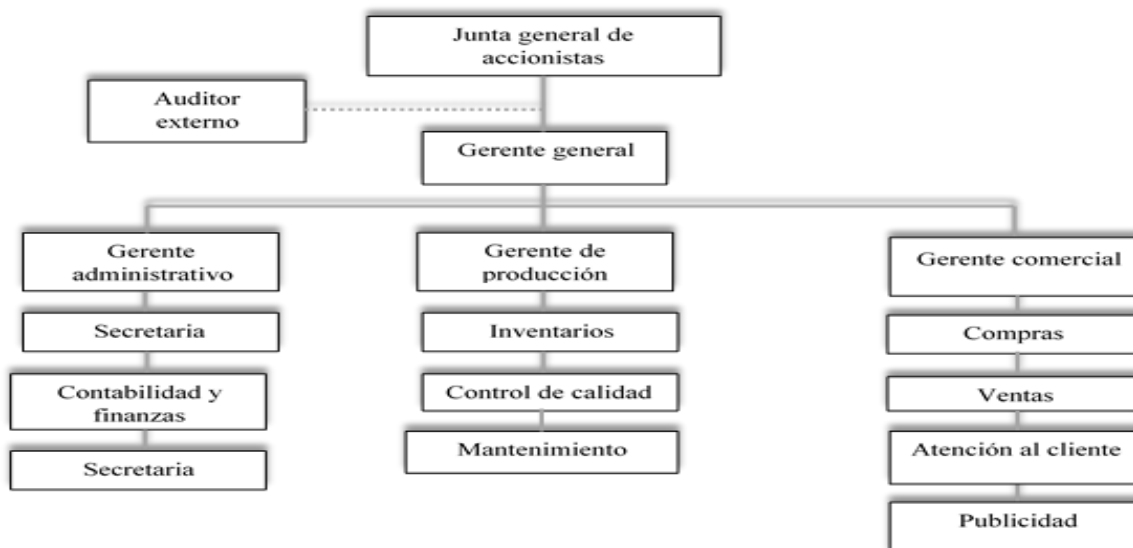 Junta general de
accionistas
Auditor
externo
Gerente general
Gerente
administrativo
Secretaria
Contabilidad y
finanzas
Secretaria
Gerente de
producción
Inventarios
Control de calidad
Mantenimiento
Gerente comercial
Compras
Ventas
Atención al cliente
Publicidad